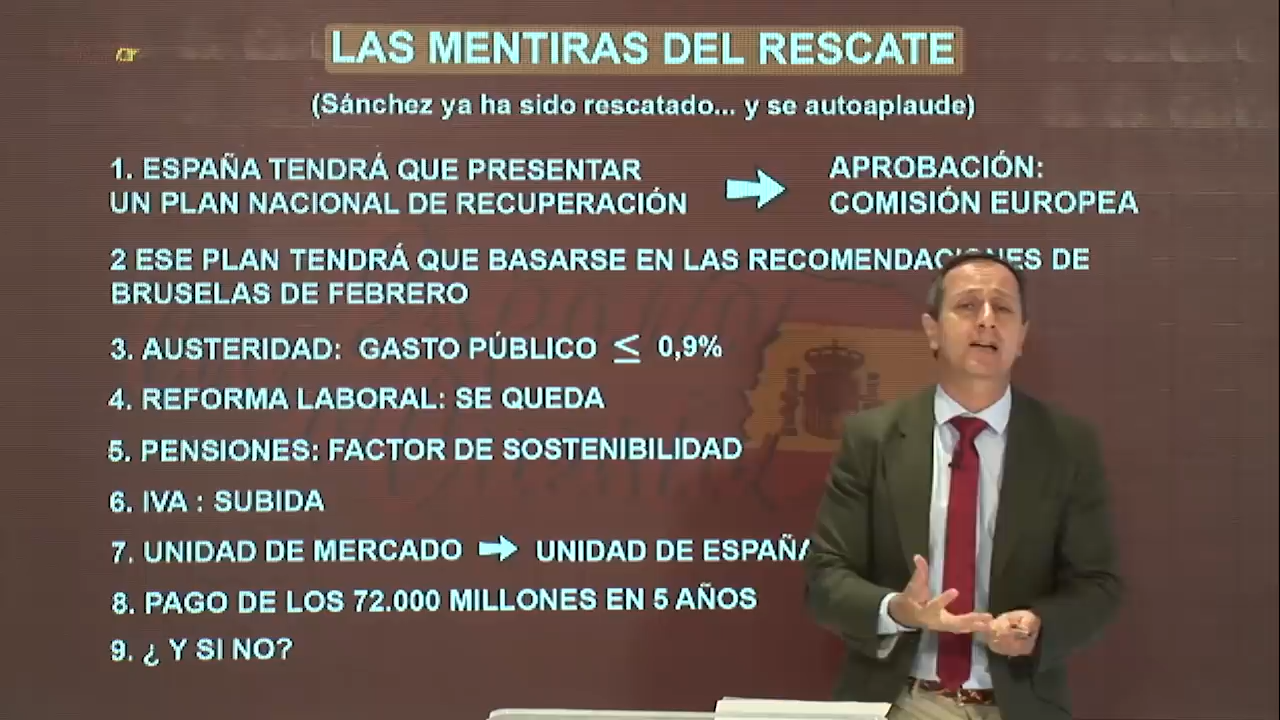 LAS MENTIRAS DEL RESCATE
(Sánchez ya ha sido rescatado... y se autoaplaude)
1. ESPAÑA TENDRÁ QUE PRESENTAR
UN PLAN NACIONAL DE RECUPERACIÓN
APROBACIÓN:
COMISIÓN EUROPEA
2 ESE PLAN TENDRÁ QUE BASARSE EN LAS RECOMENDACIONES DE
BRUSELAS DE FEBRERO
3. AUSTERIDAD: GASTO PÚBLICO ≤ 0,9%
4. REFORMA LABORAL: SE QUEDA
5. PENSIONES: FACTOR DE SOSTENIBILIDAD
6. IVA : SUBIDA
7. UNIDAD DE MERCADO ➡ UNIDAD DE ESPAÑA
8. PAGO DE LOS 72.000 MILLONES EN 5 AÑOS
9. ¿ Y SI NO?